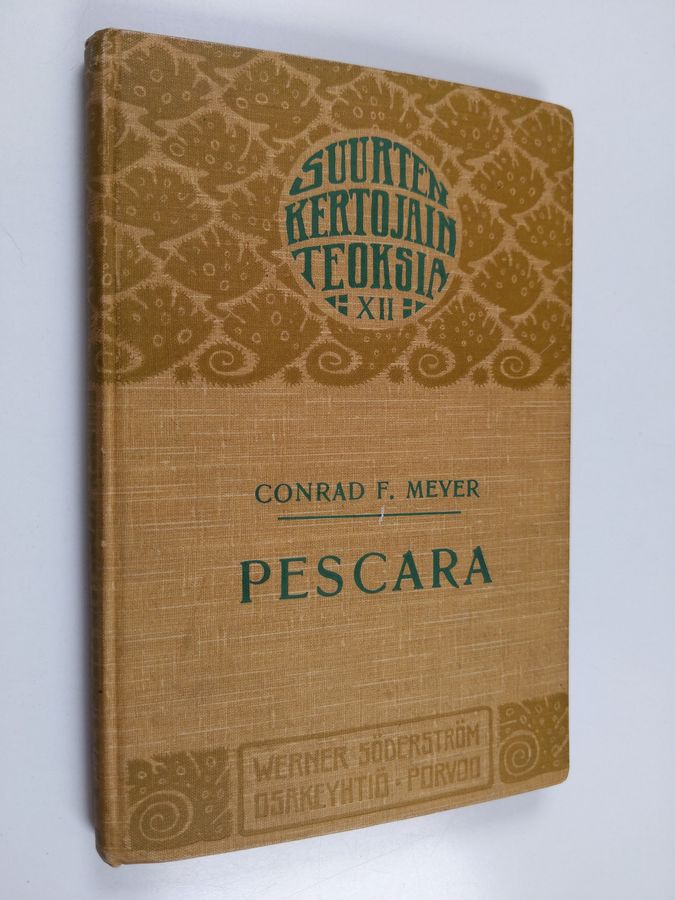 SUURTEN
KERTOJAIN
TEOKSIA
XII
CONRAD F. MEYER
PESCARA
WERNER SÖDERSTRÖM
OSAKEYHTIÖ · PORVOO